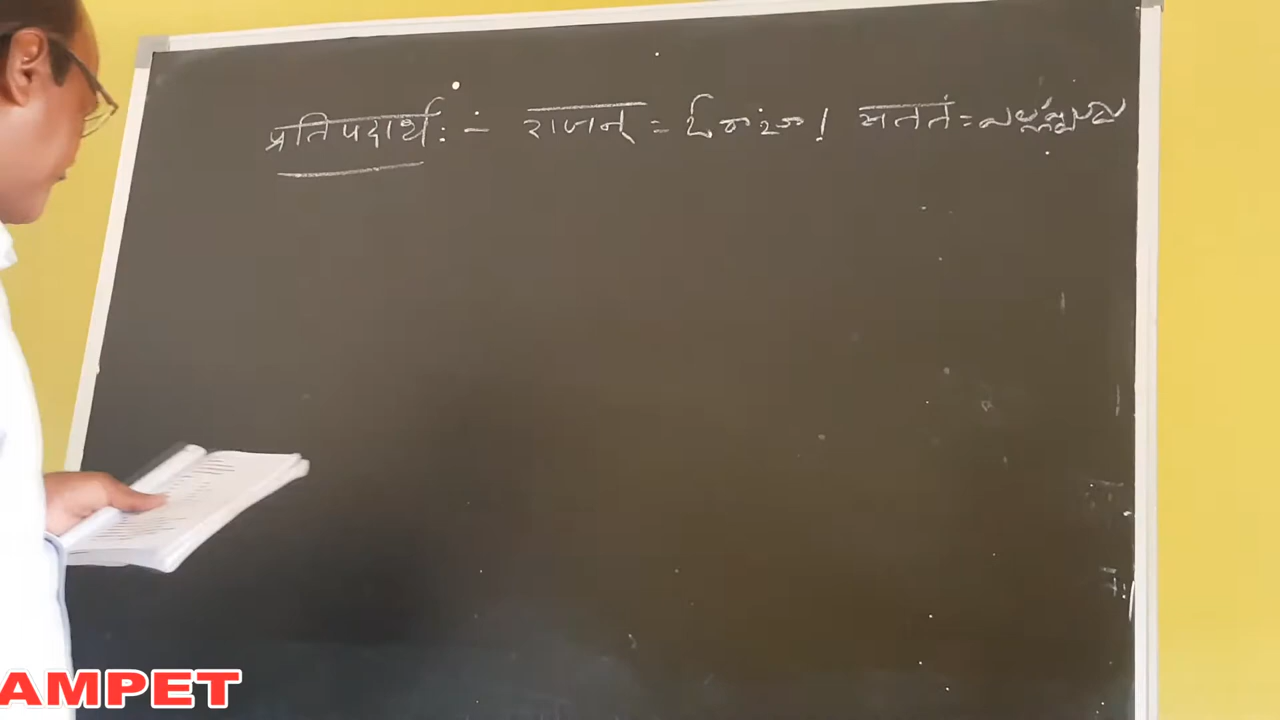 प्रतिपदार्थः :- राजन् = ఓ రాజా! सततं = ఎల్లప్పుడు
AMPET